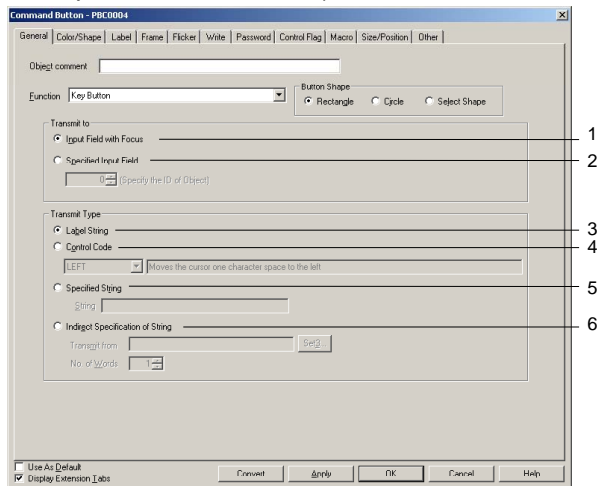 Command Button - PBC0004
General Color/Shape Label Frame Flicker Write Password Control Flag Macro Size/Position Other
Object comment
Function Key Button
Button Shape
Rectangle Circle Select Shape
Transmit to
Input Field with Focus 1
Specified Input Field 2
0 (Specify the ID of Object)
Transmit Type
Label String 3
Control Code 4
LEFT Moves the cursor one character space to the left
Specified String 5
String
Indirect Specification of String 6
Transmit from Set3...
No. of Words 1
Use As Default
Display Extension Tabs
Convert Apply OK Cancel Help